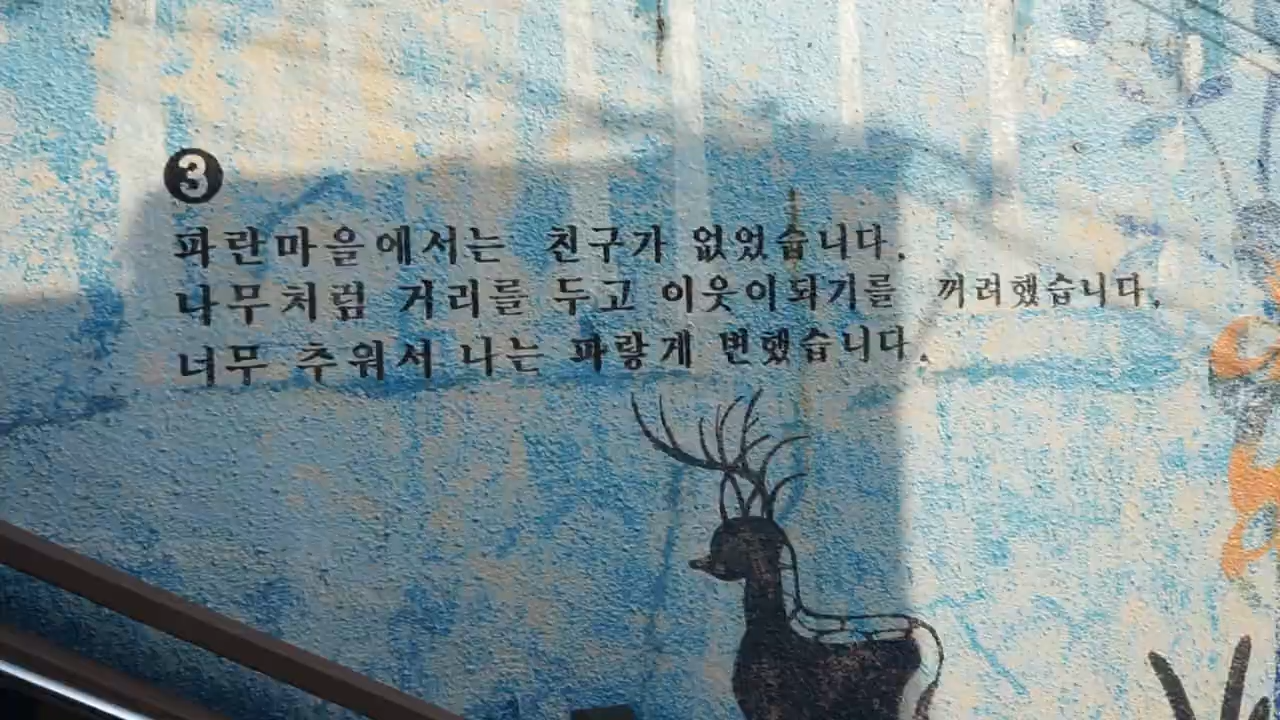 3
파란마을에서는 친구가 없었습니다.
나무처럼 거리를 두고 이웃이되기를 꺼려했습니다.
너무 추워서 나는 파랗게 변했습니다.